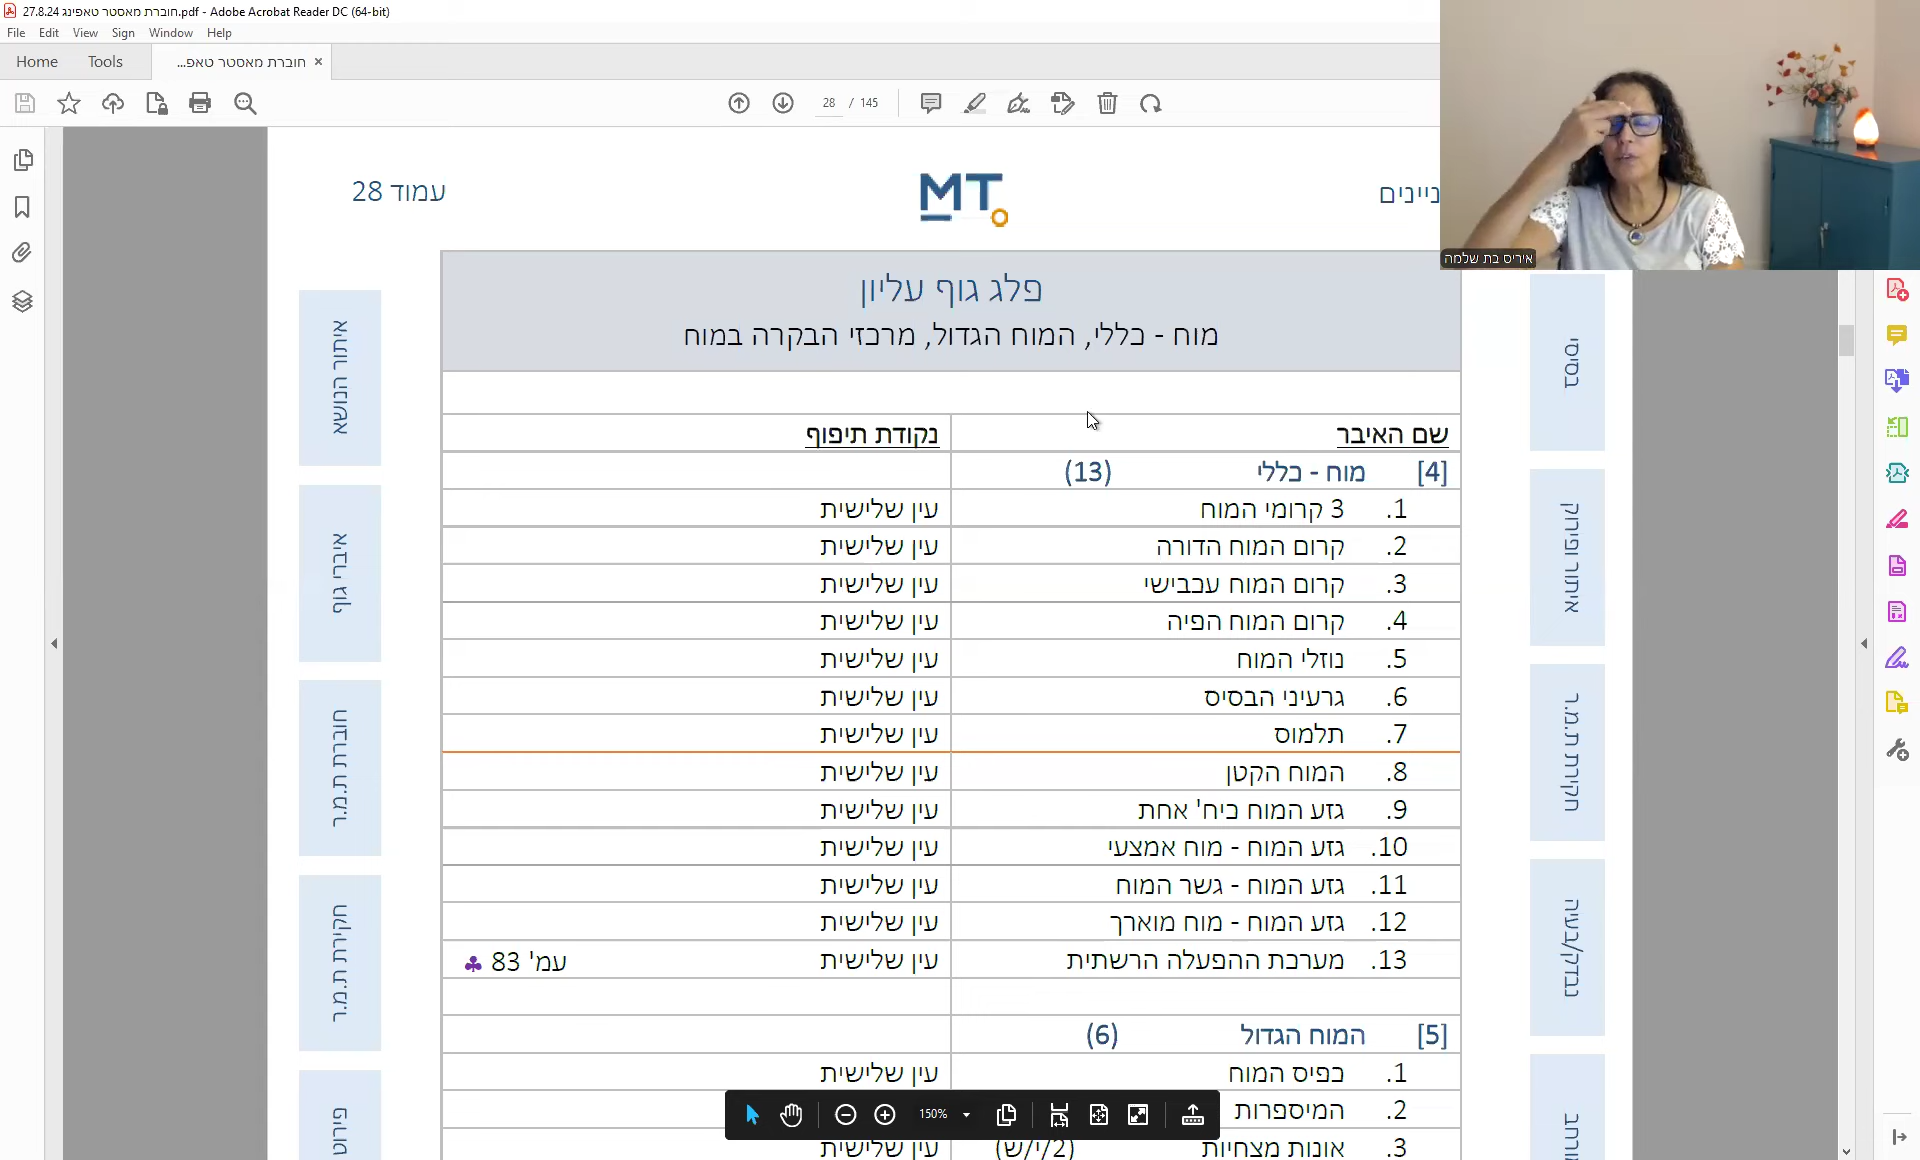 חוברת מאסטר טאפינג 27.8.24.pdf - Adobe Acrobat Reader DC (64-bit)
File Edit View Sign Window Help
Home Tools חוברת מאסטר טאפ...
28 / 145
איריס בת שלמה
ניינים
MT
עמוד 28
פלג גוף עליון
מוח - כללי, המוח הגדול, מרכזי הבקרה במוח
שם האיבר נקודת תיפוף
[4] מוח - כללי (13)
1. 3 קרומי המוח עין שלישית
2. קרום המוח הדורה עין שלישית
3. קרום המוח עכבישי עין שלישית
4. קרום המוח הפיה עין שלישית
5. נוזלי המוח עין שלישית
6. גרעיני הבסיס עין שלישית
7. תלמוס עין שלישית
8. המוח הקטן עין שלישית
9. גזע המוח כיח' אחת עין שלישית
10. גזע המוח - מוח אמצעי עין שלישית
11. גזע המוח - גשר המוח עין שלישית
12. גזע המוח - מוח מוארך עין שלישית
13. מערכת ההפעלה הרשתית עין שלישית עמ' 83 ♣
[5] המוח הגדול (6)
1. כפיס המוח עין שלישית
2. המיספרות
3. אונות מצחיות (2/י/ש) עין שלישית
בסיסי
איתור ופירוק
חקירת ת.מ.ר
נבדק/בעיה
איתור הנושא
איברי גוף
חוברת ת.מ.ר
חקירת ת.מ.ר
150%